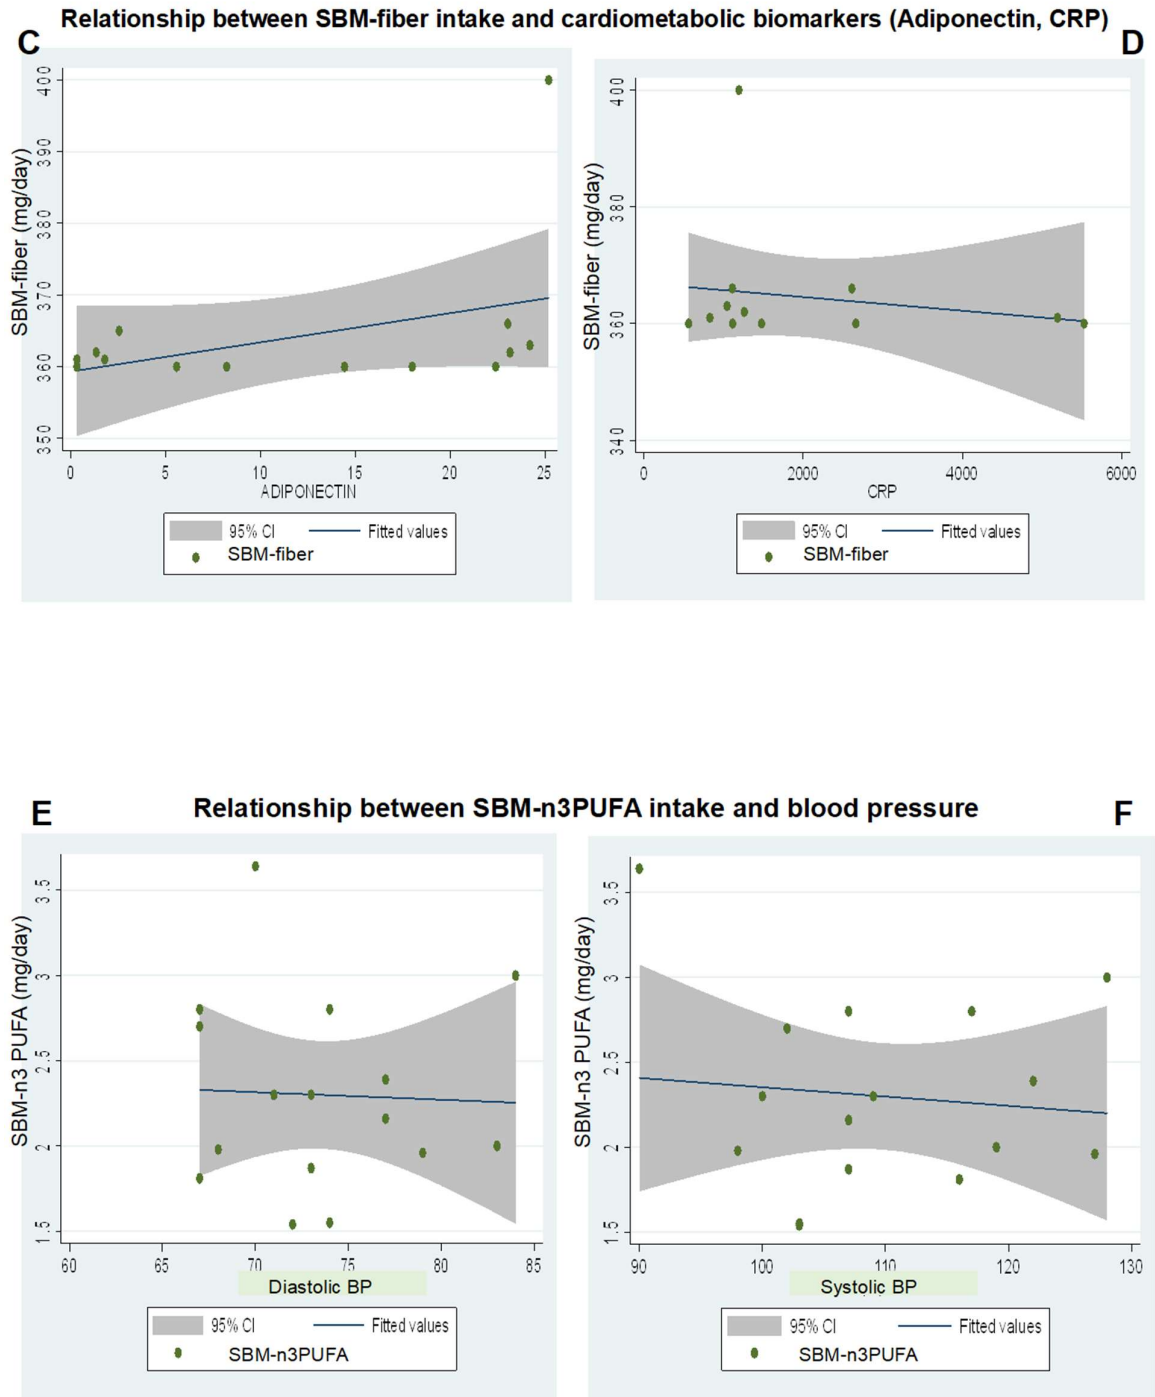 Relationship between SBM-fiber intake and cardiometabolic biomarkers (Adiponectin, CRP)
C
D
SBM-fiber (mg/day)
400
390
380
370
360
350
0 5 10 15 20 25
ADIPONECTIN
95% CI Fitted values
SBM-fiber
SBM-fiber (mg/day)
400
380
360
340
0 2000 4000 6000
CRP
95% CI Fitted values
SBM-fiber
E
Relationship between SBM-n3PUFA intake and blood pressure
F
SBM-n3 PUFA (mg/day)
3.5
3
2.5
2
1.5
60 65 70 75 80 85
Diastolic BP
95% CI Fitted values
SBM-n3PUFA
SBM-n3 PUFA (mg/day)
3.5
3
2.5
2
1.5
90 100 110 120 130
Systolic BP
95% CI Fitted values
SBM-n3PUFA